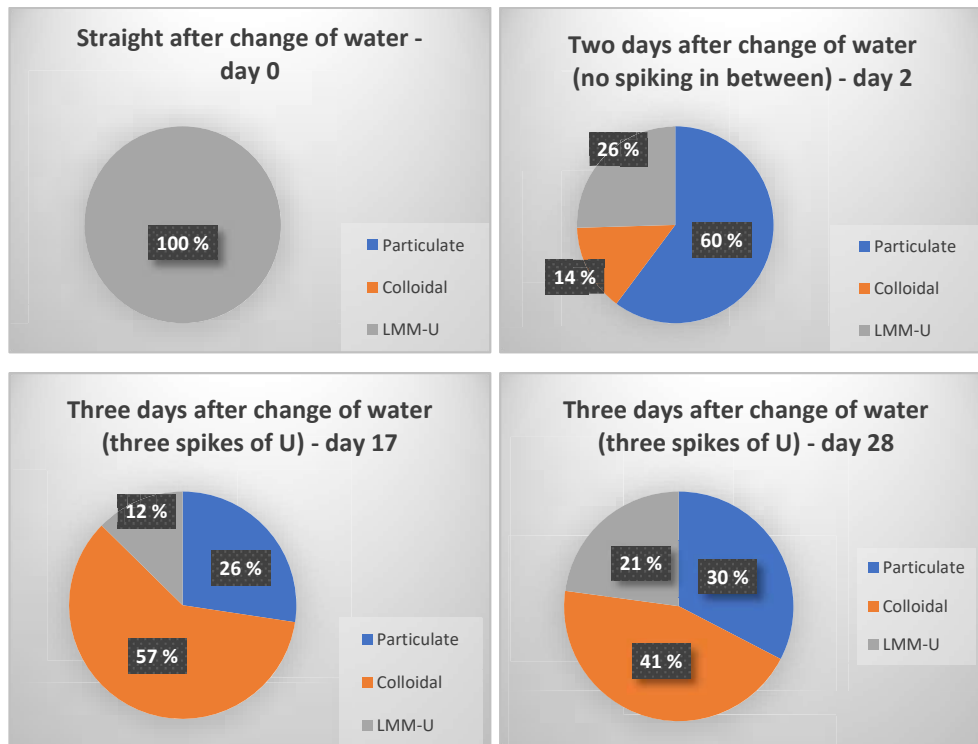 Straight after change of water -
day 0
100 %
Particulate
Colloidal
LMM-U
Two days after change of water
(no spiking in between) - day 2
26 %
60 %
14 %
Particulate
Colloidal
LMM-U
Three days after change of water
(three spikes of U) - day 17
12 %
26 %
57 %
Particulate
Colloidal
LMM-U
Three days after change of water
(three spikes of U) - day 28
21 %
30 %
41 %
Particulate
Colloidal
LMM-U